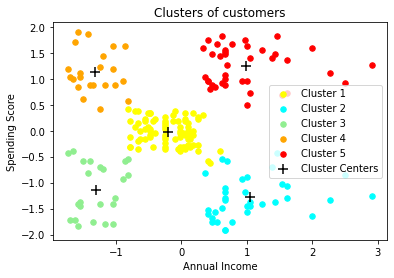 Clusters of customers
2.0
1.5
1.0
0.5
0.0
−0.5
−1.0
−1.5
−2.0
Spending Score
Cluster 1
Cluster 2
Cluster 3
Cluster 4
Cluster 5
Cluster Centers
−1
0
1
2
3
Annual Income